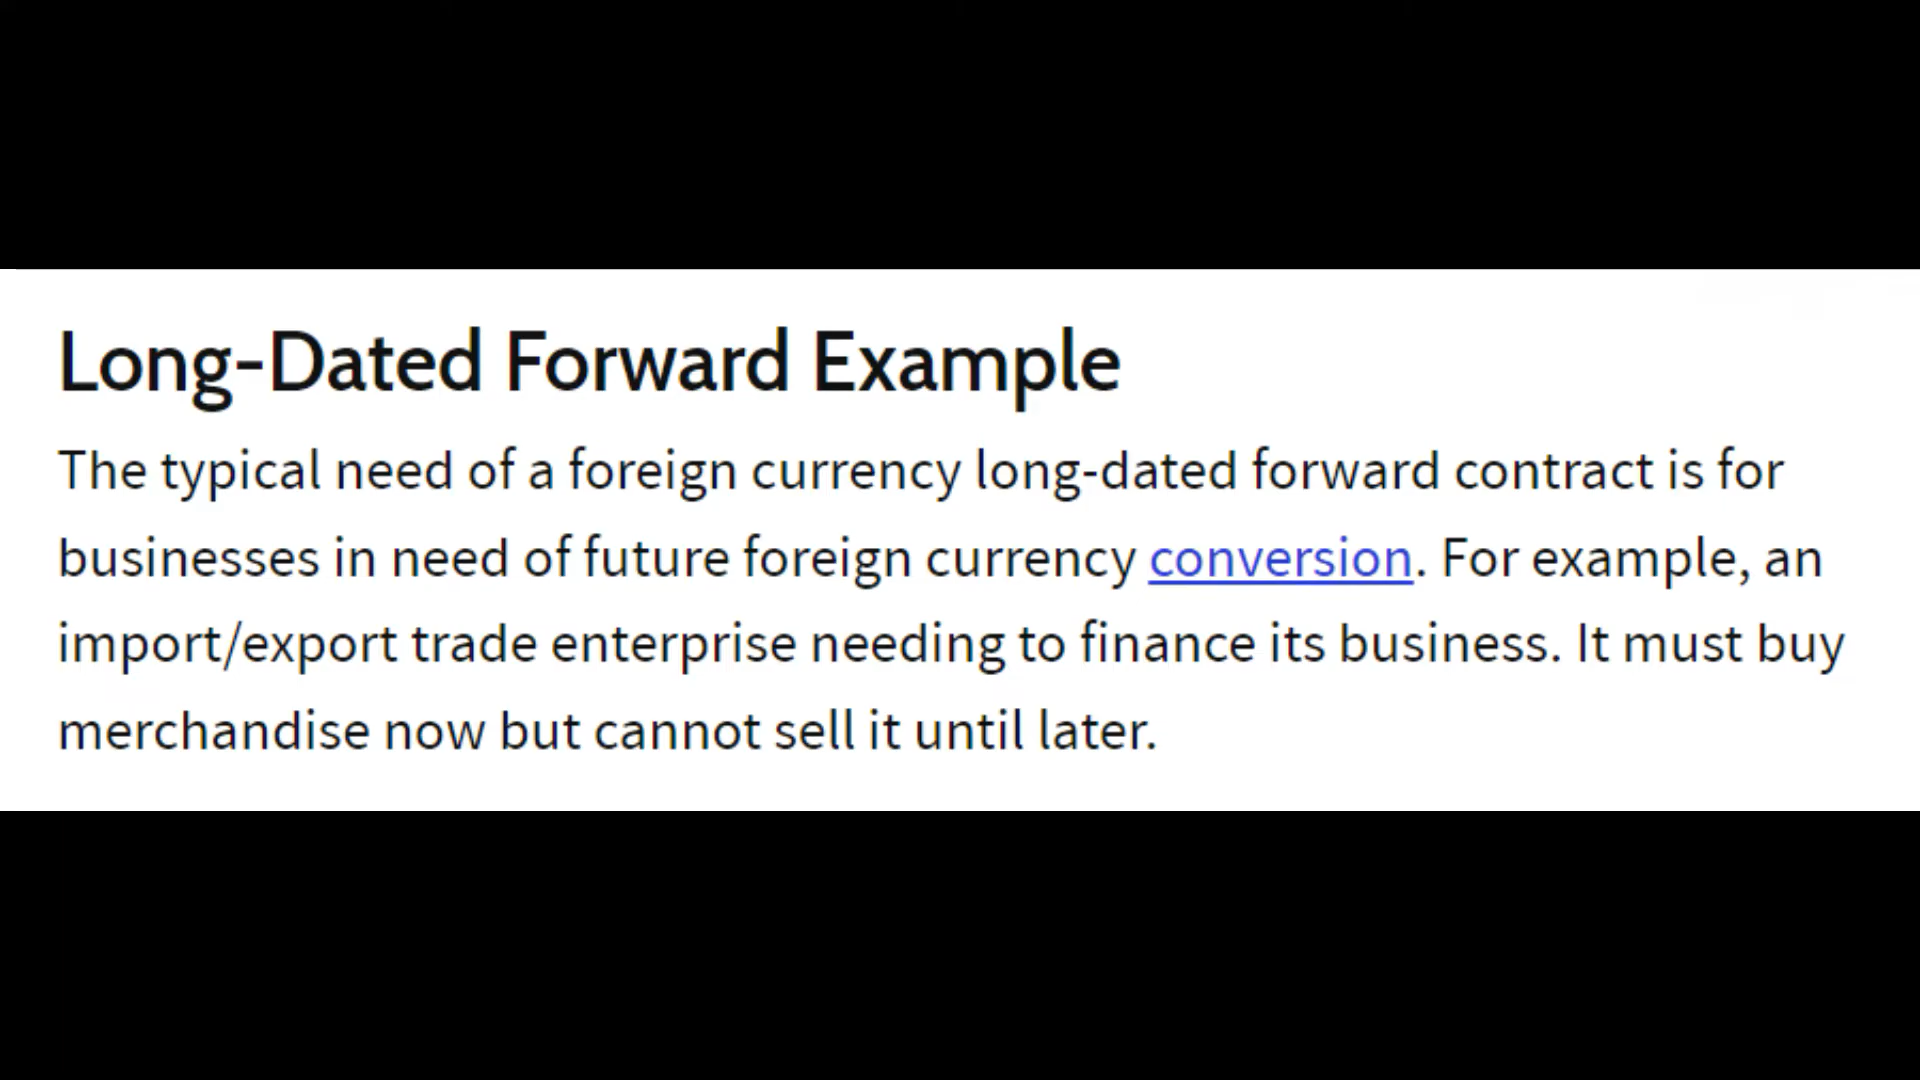 Long-Dated Forward Example
The typical need of a foreign currency long-dated forward contract is for
businesses in need of future foreign currency conversion. For example, an
import/export trade enterprise needing to finance its business. It must buy
merchandise now but cannot sell it until later.